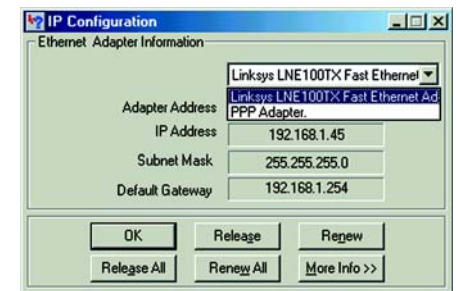 IP Configuration
Ethernet Adapter Information
Linksys LNE100TX Fast Ethernet
Linksys LNE100TX Fast Ethernet Ad
PPP Adapter.
Adapter Address
IP Address 192.168.1.45
Subnet Mask 255.255.255.0
Default Gateway 192.168.1.254
OK Release Renew
Release All Renew All More Info >>